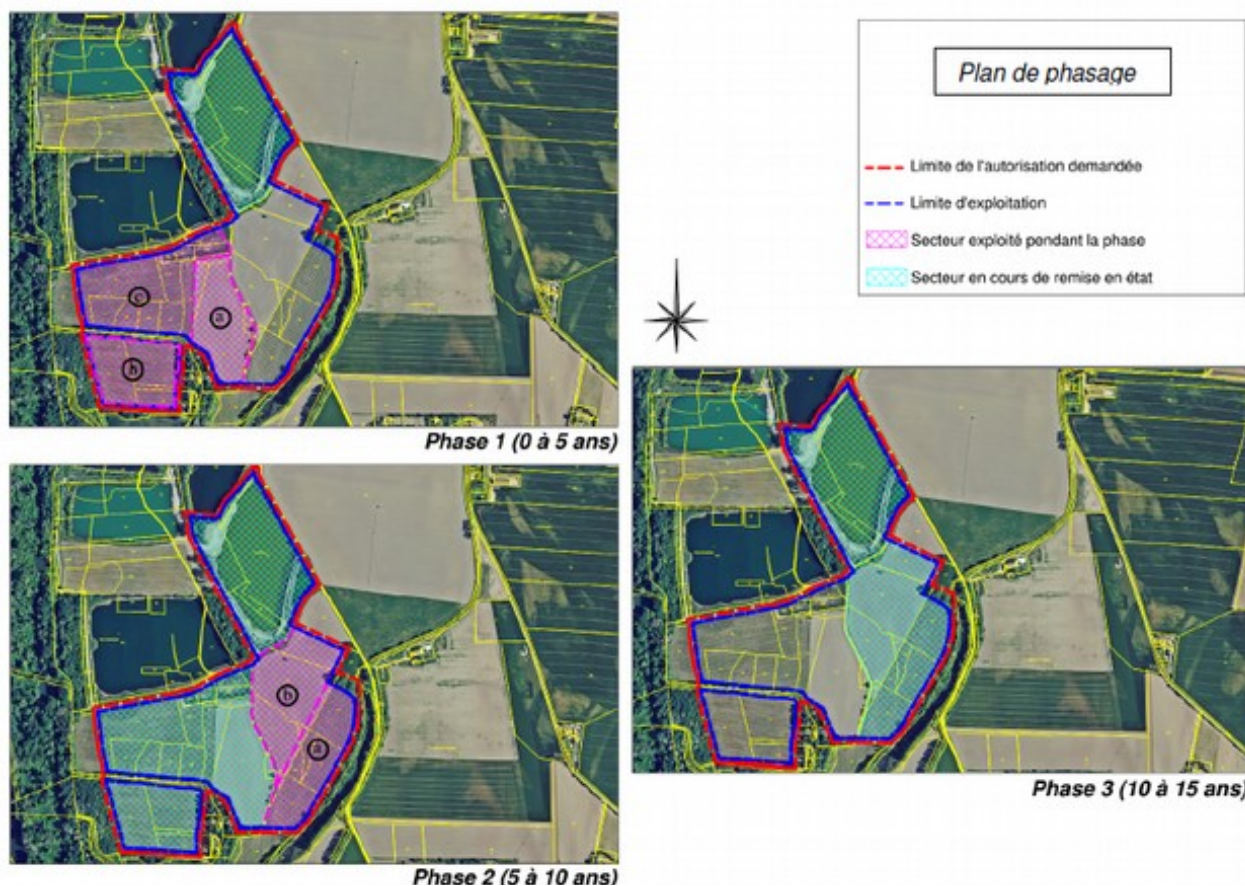 Plan de phasage
Limite de l'autorisation demandée
Limite d'exploitation
Secteur exploité pendant la phase
Secteur en cours de remise en état
c
a
b
Phase 1 (0 à 5 ans)
b
a
Phase 2 (5 à 10 ans)
Phase 3 (10 à 15 ans)